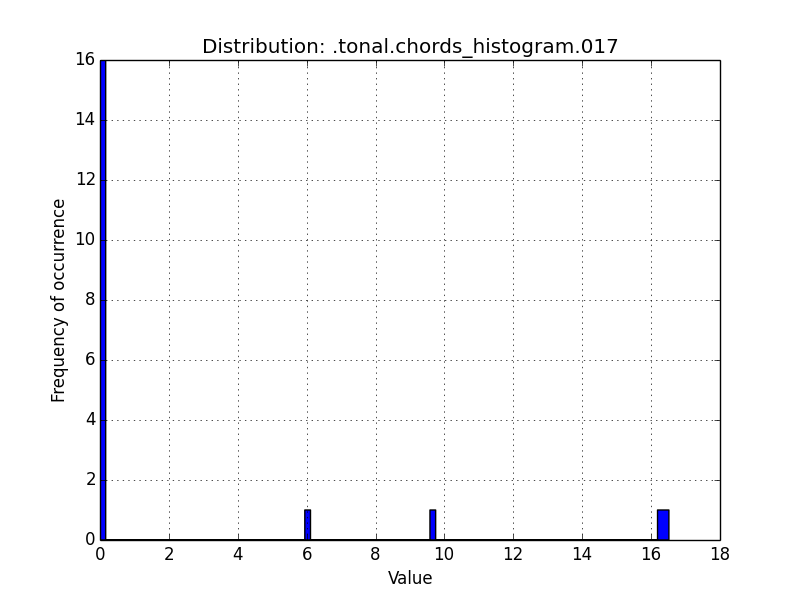 Distribution: .tonal.chords_histogram.017
16
14
12
10
8
6
4
2
0
Frequency of occurrence
0 2 4 6 8 10 12 14 16 18
Value